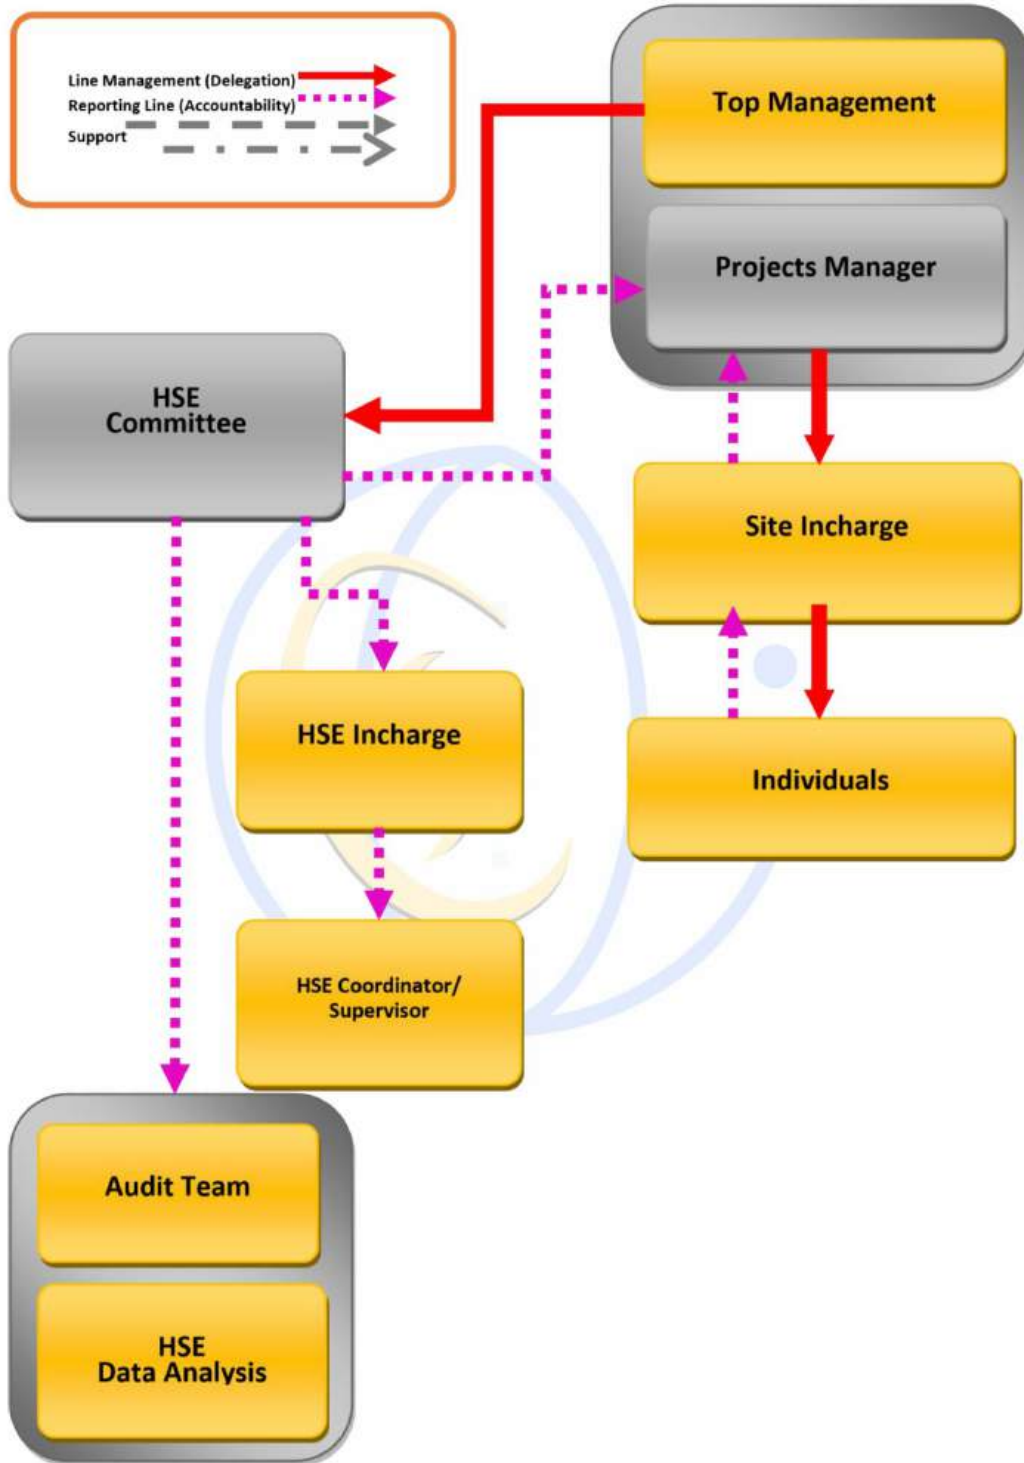 Line Management (Delegation)
Reporting Line (Accountability)
Support
Top Management
Projects Manager
HSE
Committee
Site Incharge
HSE Incharge
Individuals
HSE Coordinator/
Supervisor
Audit Team
HSE
Data Analysis